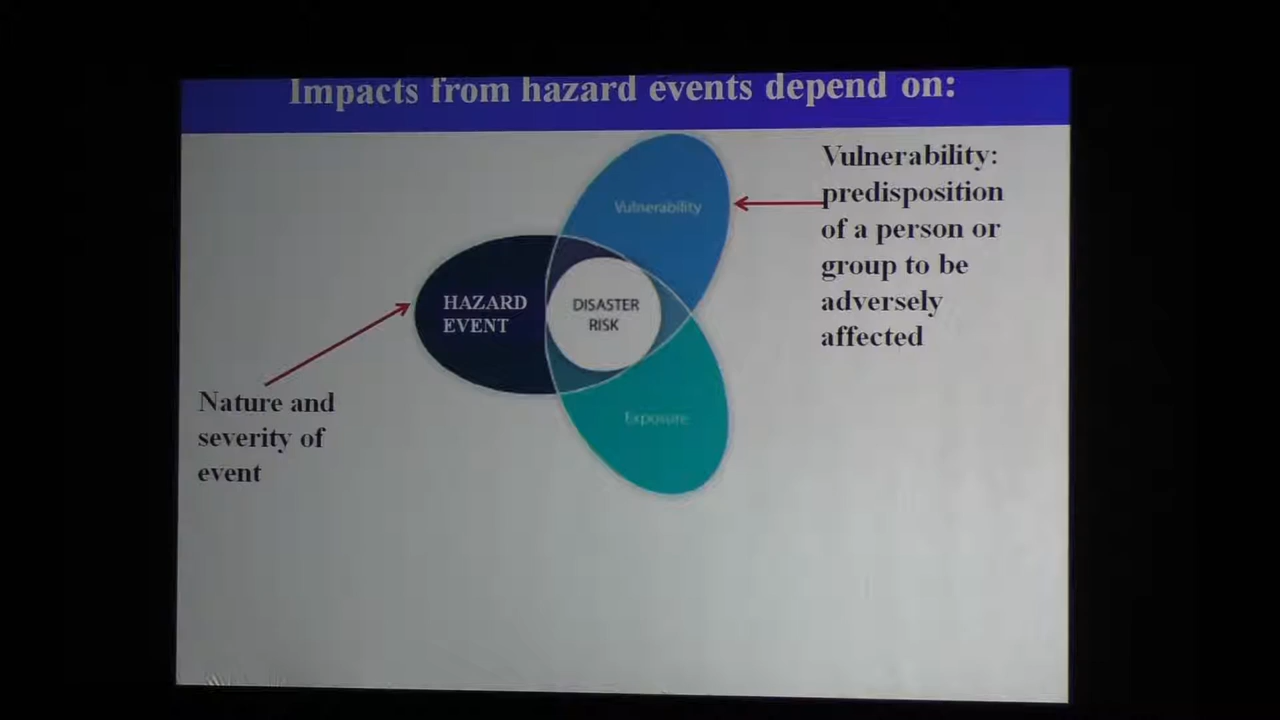 Impacts from hazard events depend on:
Vulnerability:
predisposition
of a person or
group to be
adversely
affected
Vulnerability
HAZARD
EVENT
DISASTER
RISK
Exposure
Nature and
severity of
event